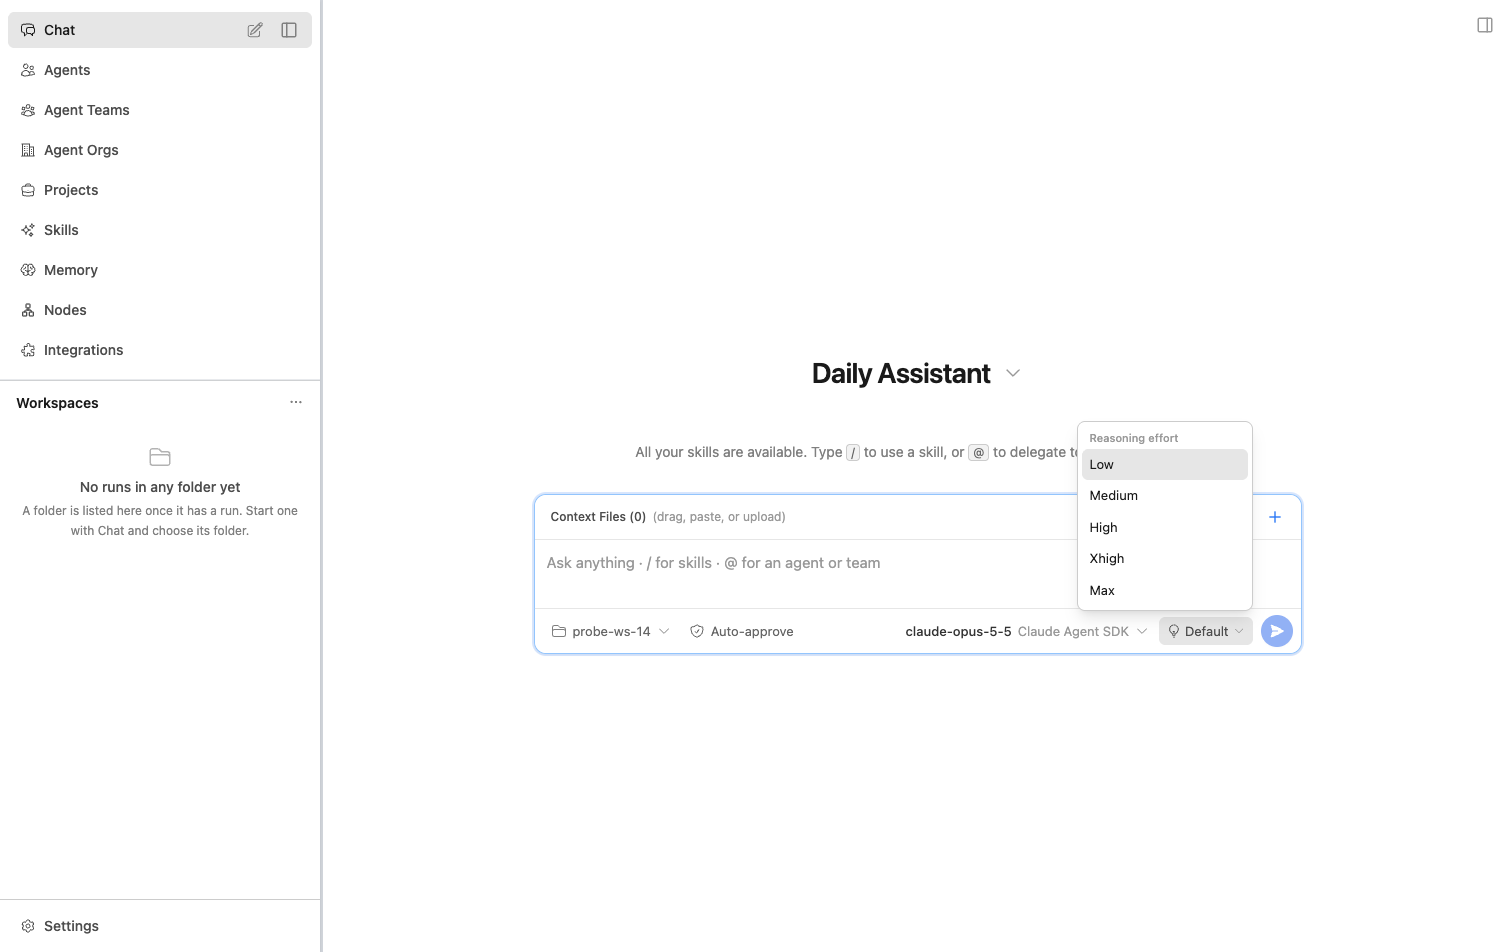 Chat
Agents
Agent Teams
Agent Orgs
Projects
Skills
Memory
Nodes
Integrations
Workspaces
No runs in any folder yet
A folder is listed here once it has a run. Start one
with Chat and choose its folder.
Settings
Daily Assistant
All your skills are available. Type / to use a skill, or @ to delegate
Reasoning effort
Low
Medium
High
Xhigh
Max
Context Files (0) (drag, paste, or upload)
Ask anything · / for skills · @ for an agent or team
probe-ws-14 Auto-approve claude-opus-5-5 Claude Agent SDK Default